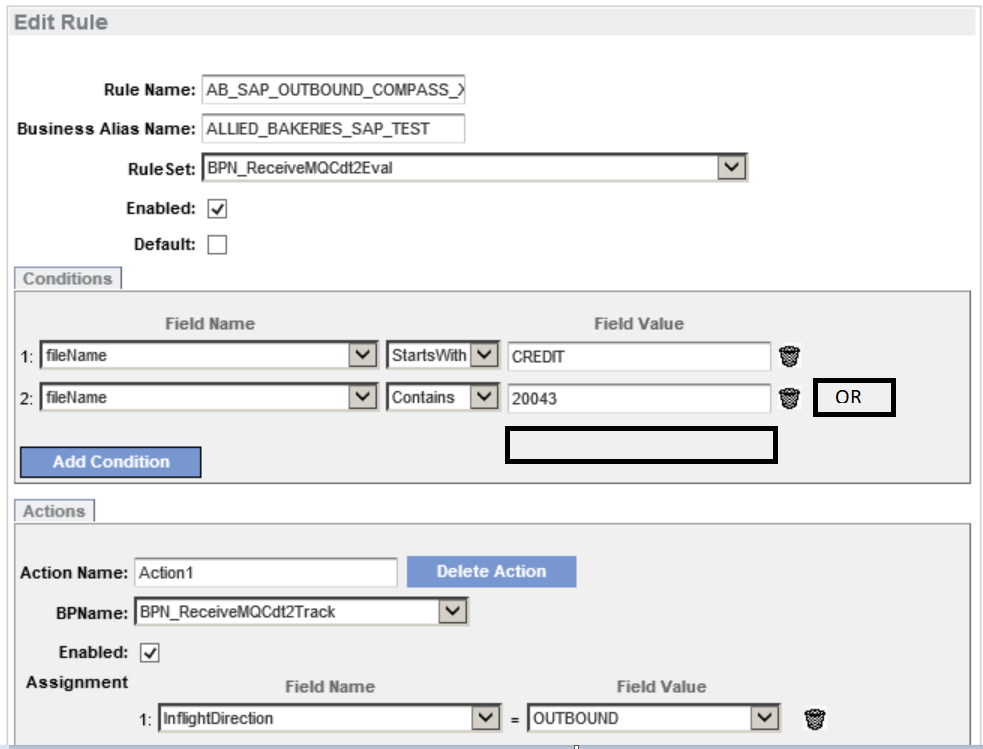 Edit Rule
Rule Name: AB_SAP_OUTBOUND_COMPASS_X
Business Alias Name: ALLIED_BAKERIES_SAP_TEST
RuleSet: BPN_ReceiveMQCdt2Eval
Enabled:
Default:
Conditions
Field Name Field Value
1: fileName StartsWith CREDIT
2: fileName Contains 20043 OR
Add Condition
Actions
Action Name: Action1 Delete Action
BPName: BPN_ReceiveMQCdt2Track
Enabled:
Assignment
Field Name Field Value
1: InflightDirection = OUTBOUND